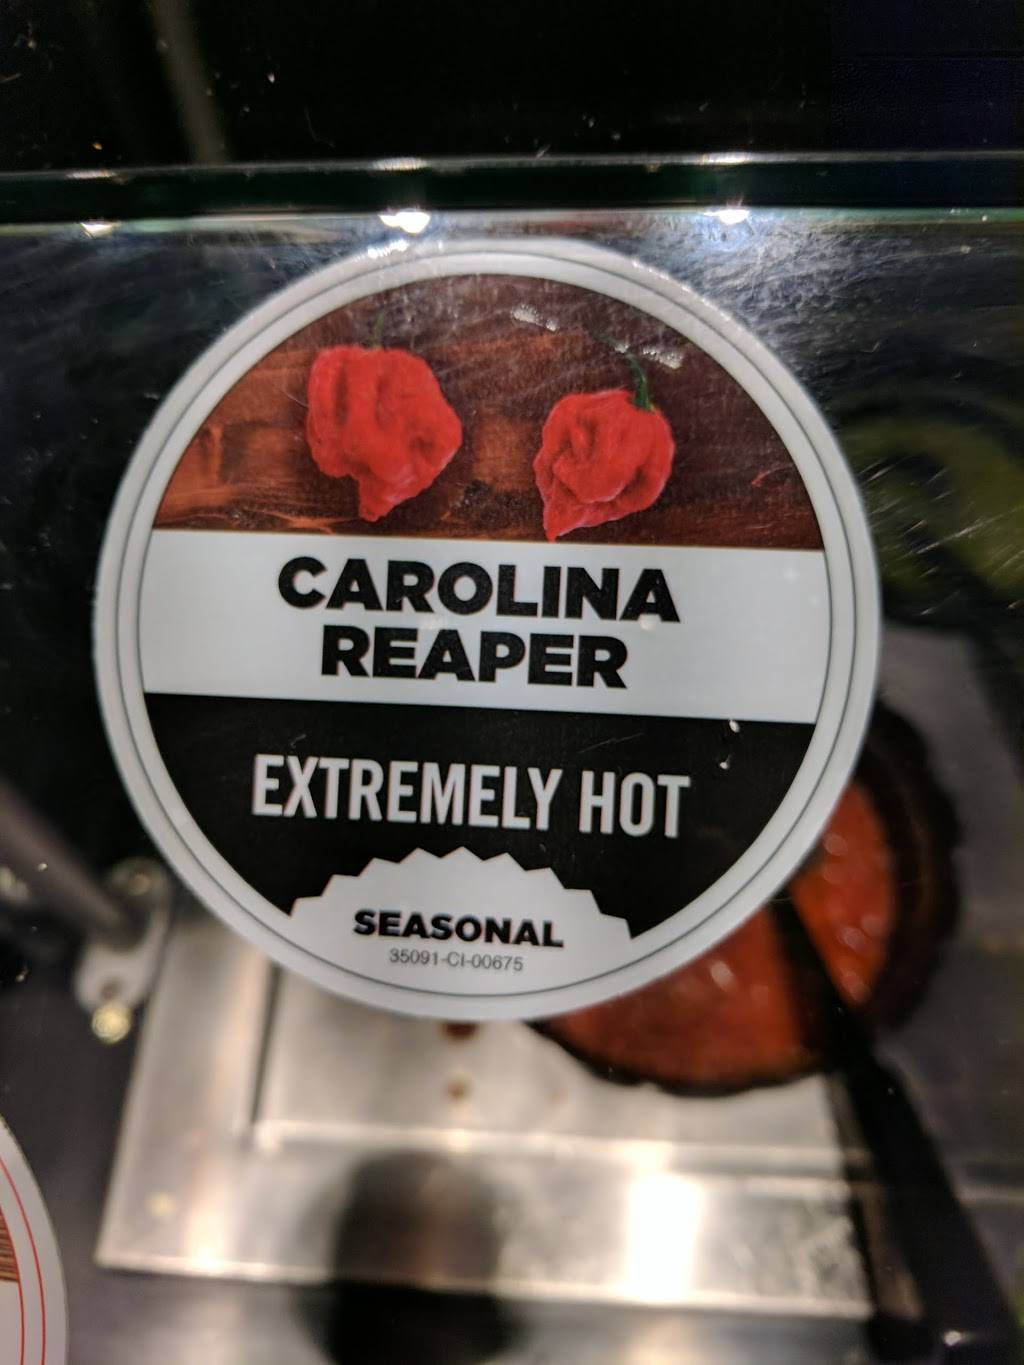 CAROLINA
REAPER
EXTREMELY HOT
SEASONAL
35091-CI-00675